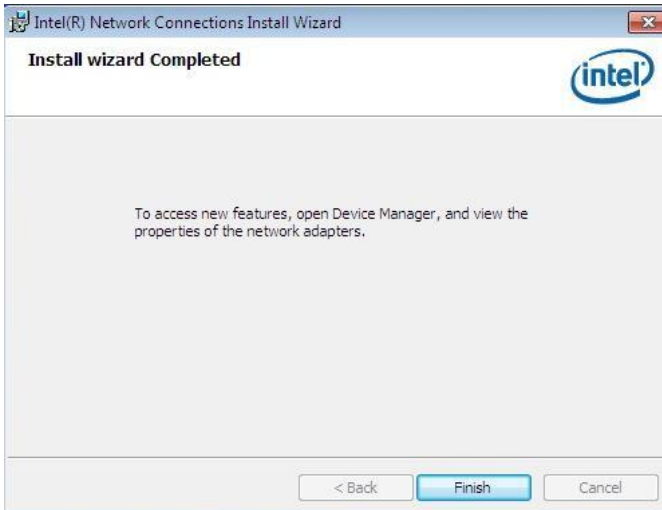 Intel(R) Network Connections Install Wizard
Install wizard Completed
intel
To access new features, open Device Manager, and view the
properties of the network adapters.
< Back
Finish
Cancel